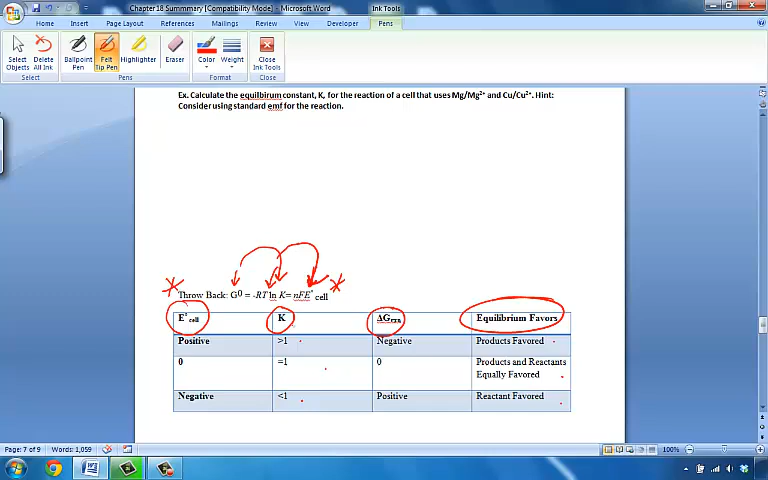 Chapter18 Summmary [Compatibility Mode] - Microsoft Word
Ink Tools
Home Insert Page Layout References Mailings Review View Developer Pens
Select Objects
Delete All Ink
Ballpoint Pen
Felt Tip Pen
Highlighter
Eraser
Color
Weight
Close Ink Tools
Select Pens Format Close
Ex. Calculate the equilbirum constant, K, for the reaction of a cell that uses Mg/Mg²⁺ and Cu/Cu²⁺. Hint:
Consider using standard emf for the reaction.
Throw Back: G⁰ = -RT ln K= nFE° cell
E°cell K ΔGrxn Equilibrium Favors
Positive >1 Negative Products Favored
0 =1 0 Products and Reactants
Equally Favored
Negative <1 Positive Reactant Favored
Page: 7 of 9 Words: 1,059 100%